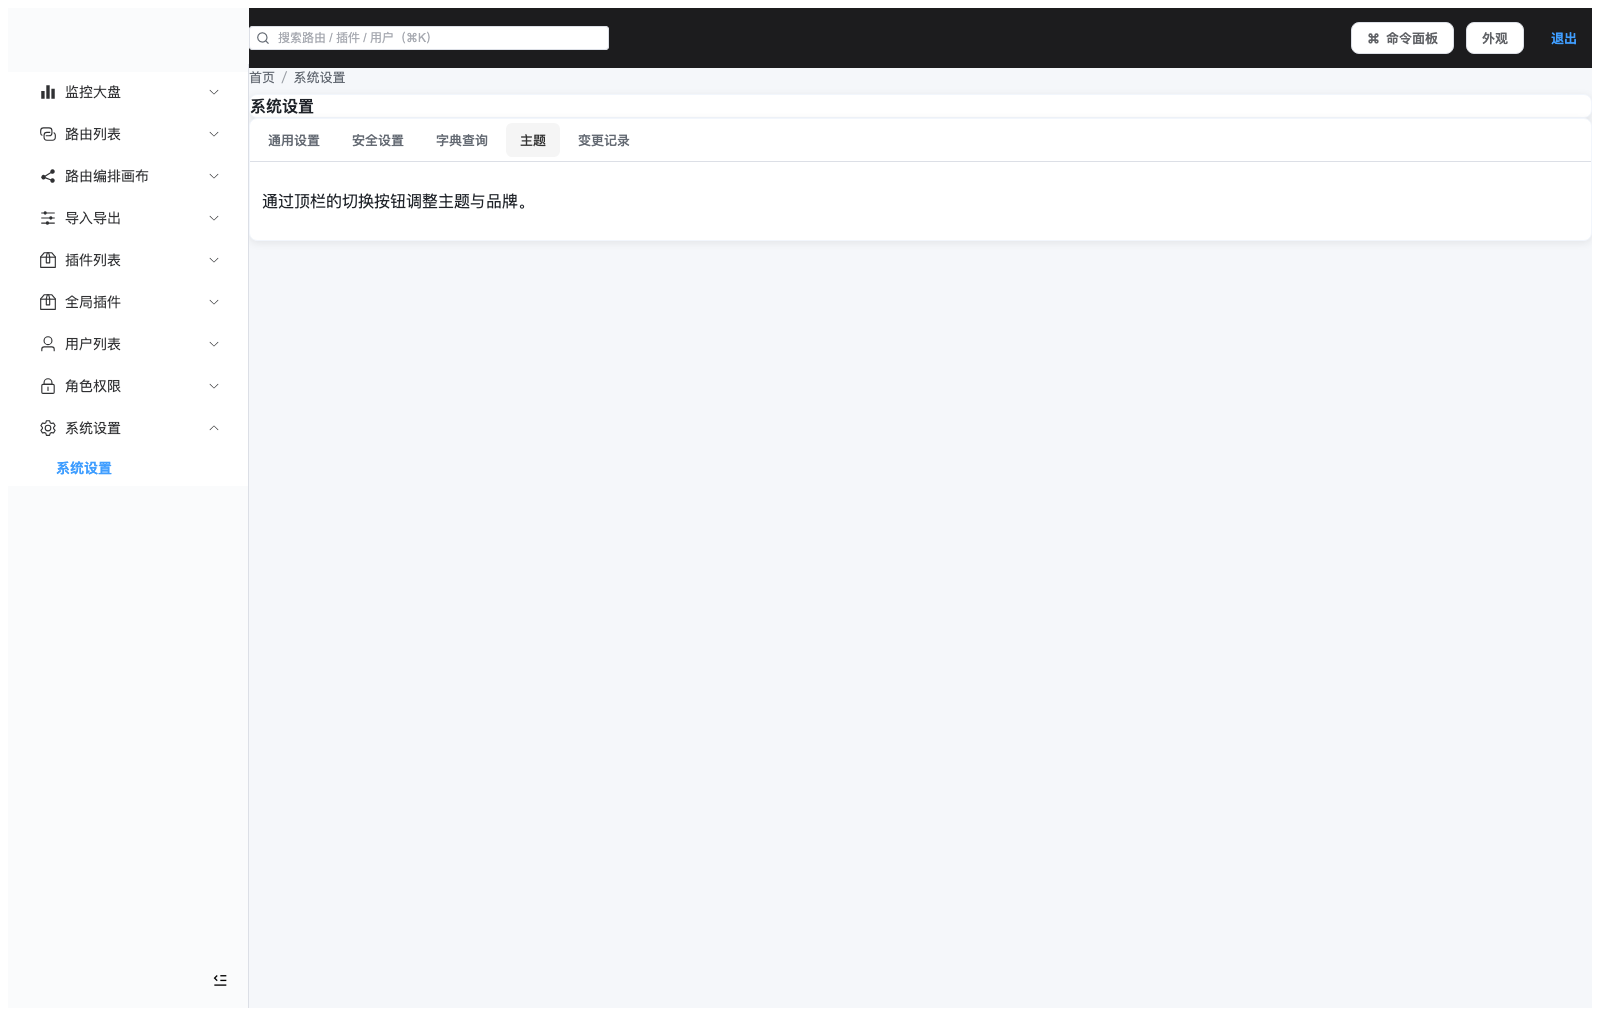 搜索路由 / 插件 / 用户（⌘K）
⌘ 命令面板
外观
退出
监控大盘
路由列表
路由编排画布
导入导出
插件列表
全局插件
用户列表
角色权限
系统设置
系统设置
首页 / 系统设置
系统设置
通用设置 安全设置 字典查询 主题 变更记录
通过顶栏的切换按钮调整主题与品牌。